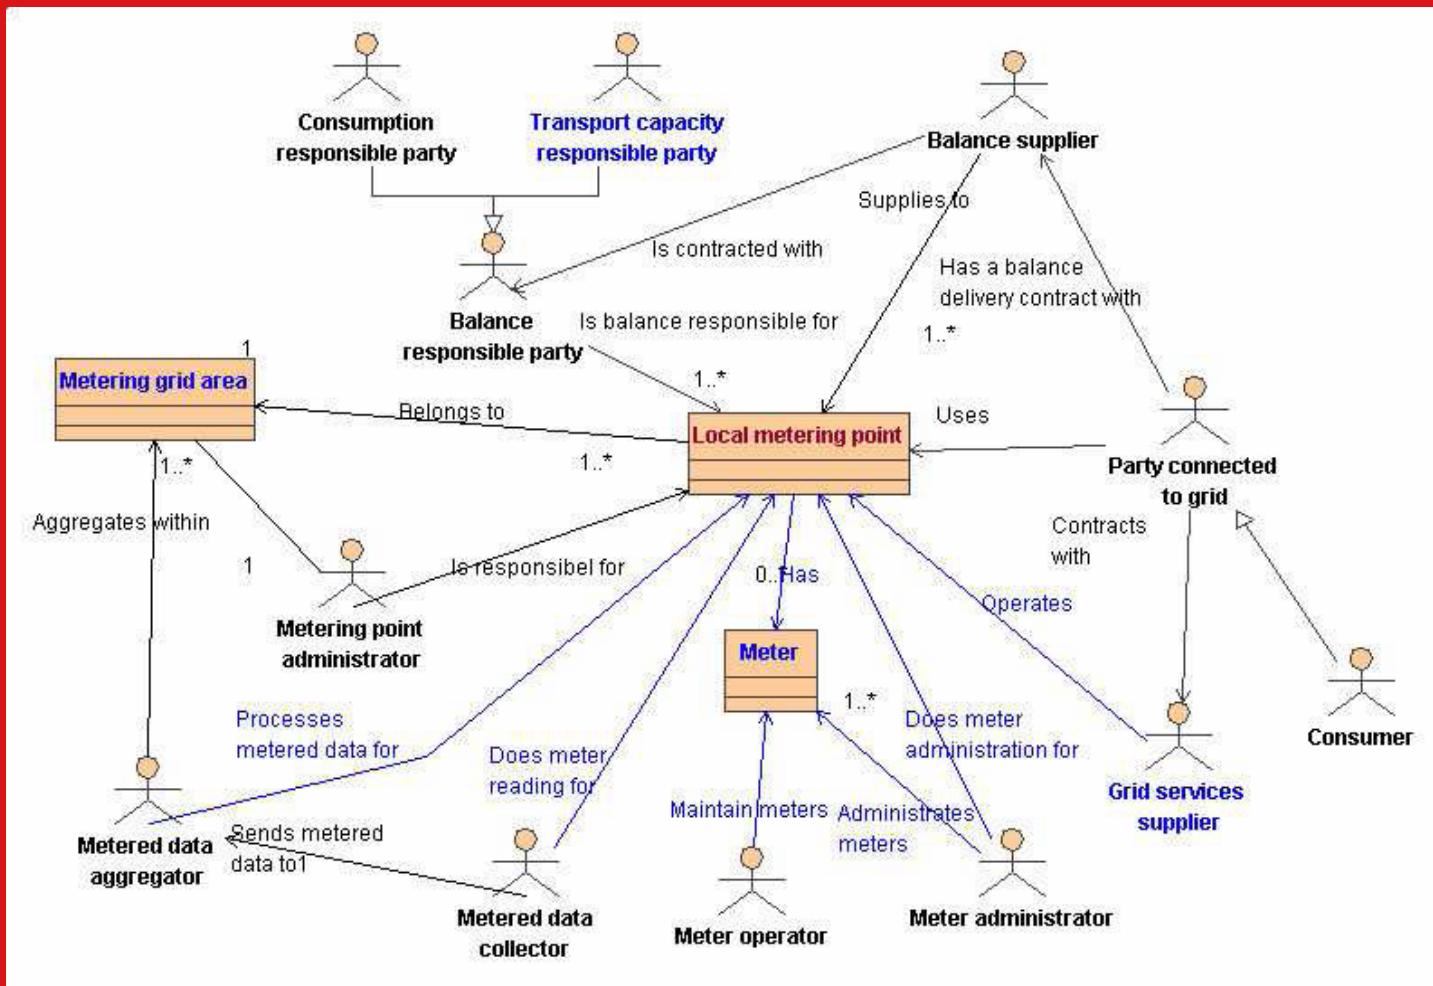 Consumption
responsible party
Transport capacity
responsible party
Balance supplier
Supplies to
Is contracted with
Has a balance
delivery contract with
Balance
responsible party
Is balance responsible for
1..*
1
Metering grid area
1..*
Belongs to
Local metering point
Uses
1..*
1..*
Party connected
to grid
Aggregates within
Contracts
with
1
Is responsibel for
0..1
Has
Operates
Metering point
administrator
Meter
1..*
Processes
metered data for
Does meter
reading for
Does meter
administration for
Consumer
Maintain meters
Administrates
meters
Grid services
supplier
Sends metered
data to1
Metered data
aggregator
Metered data
collector
Meter operator
Meter administrator